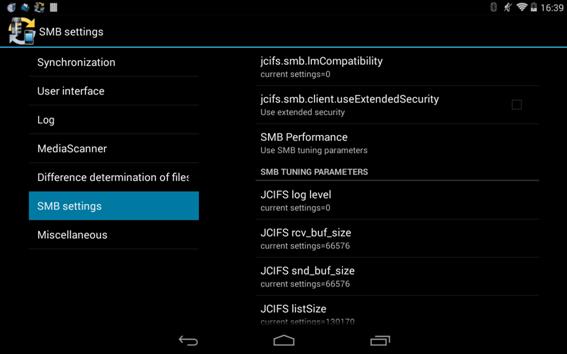 16:39
SMB settings
Synchronization
User interface
Log
MediaScanner
Difference determination of files
SMB settings
Miscellaneous
jcifs.smb.lmCompatibility
current settings=0
jcifs.smb.client.useExtendedSecurity
Use extended security
SMB Performance
Use SMB tuning parameters
SMB TUNING PARAMETERS
JCIFS log level
current settings=0
JCIFS rcv_buf_size
current settings=66576
JCIFS snd_buf_size
current settings=66576
JCIFS listSize
current settings=130170